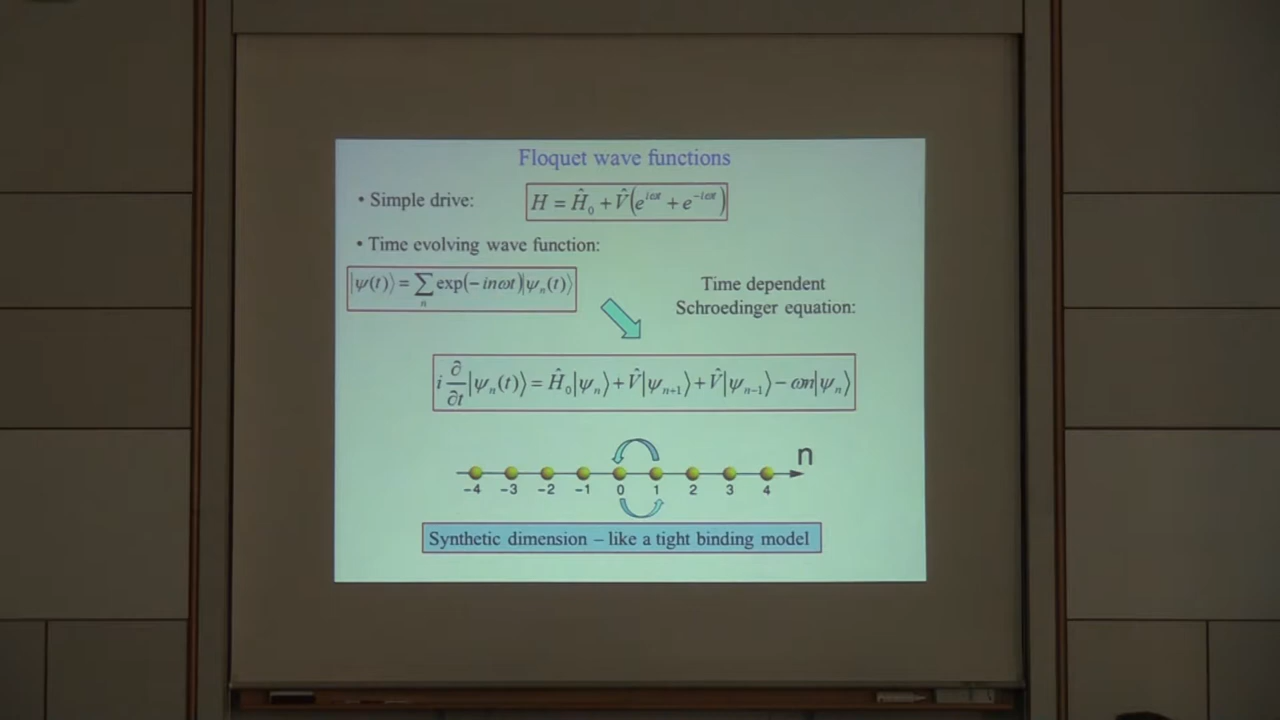 Floquet wave functions
• Simple drive:
H = Ĥ₀ + V̂(e^{iωt} + e^{-iωt})
• Time evolving wave function:
|ψ(t)⟩ = ∑ₙ exp(−inωt)|ψₙ(t)⟩
Time dependent
Schroedinger equation:
i ∂/∂t |ψₙ(t)⟩ = Ĥ₀|ψₙ⟩ + V̂|ψₙ₊₁⟩ + V̂|ψₙ₋₁⟩ − ωn|ψₙ⟩
n
-4 -3 -2 -1 0 1 2 3 4
Synthetic dimension – like a tight binding model